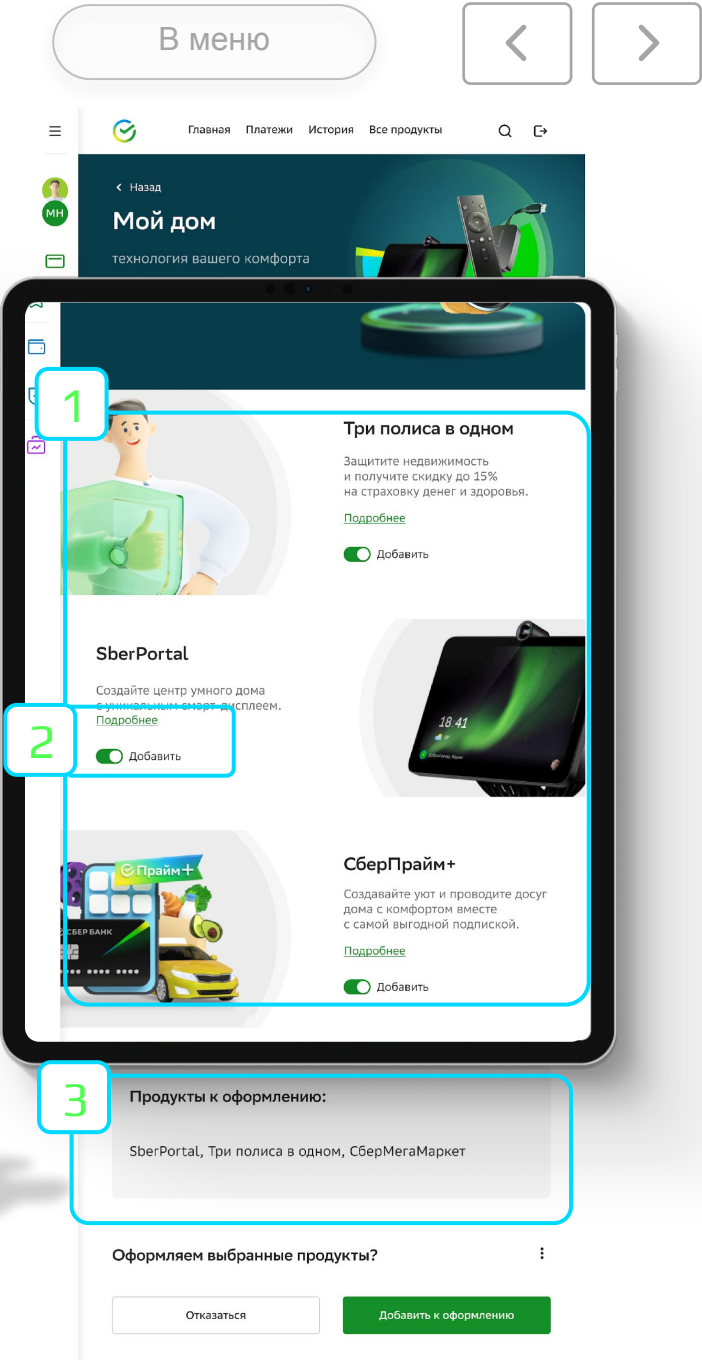 В меню
Главная Платежи История Все продукты
Назад
МН
Мой дом
технология вашего комфорта
1
Три полиса в одном
Защитите недвижимость
и получите скидку до 15%
на страховку денег и здоровья.
Подробнее
Добавить
SberPortal
Создайте центр умного дома
с уникальным смарт-дисплеем.
Подробнее
2
Добавить
18:41
Прайм+
СБЕРБАНК
СберПрайм+
Создавайте уют и проводите досуг
дома с комфортом вместе
с самой выгодной подпиской.
Подробнее
Добавить
3
Продукты к оформлению:
SberPortal, Три полиса в одном, СберМегаМаркет
Оформляем выбранные продукты?
Отказаться
Добавить к оформлению